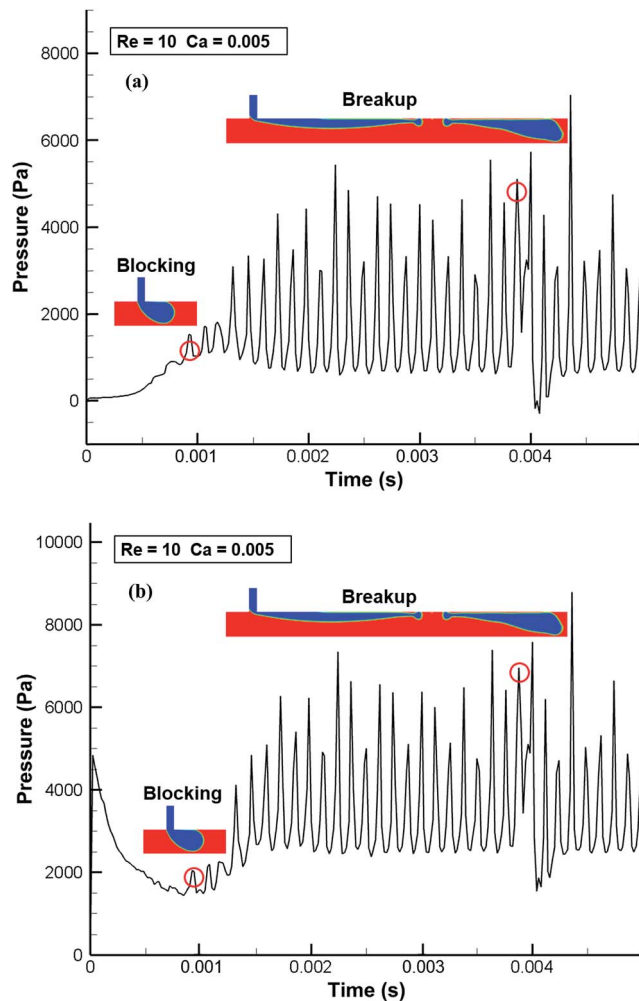 8000
Re = 10 Ca = 0.005
(a)
Breakup
6000
Pressure (Pa)
4000
Blocking
2000
0
0 0.001 0.002 0.003 0.004
Time (s)
10000
Re = 10 Ca = 0.005
(b)
Breakup
8000
6000
Pressure (Pa)
4000
Blocking
2000
0
0 0.001 0.002 0.003 0.004
Time (s)